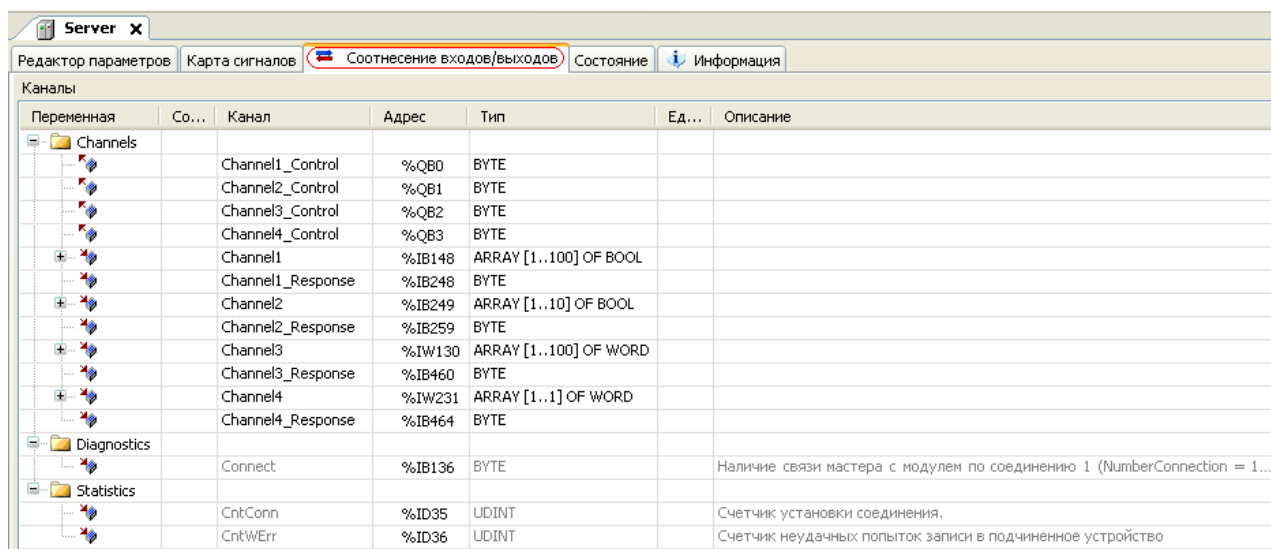 Server x
Редактор параметров Карта сигналов Соотнесение входов/выходов Состояние Информация
Каналы
Переменная Со... Канал Адрес Тип Ед... Описание
Channels
Channel1_Control %QB0 BYTE
Channel2_Control %QB1 BYTE
Channel3_Control %QB2 BYTE
Channel4_Control %QB3 BYTE
Channel1 %IB148 ARRAY [1..100] OF BOOL
Channel1_Response %IB248 BYTE
Channel2 %IB249 ARRAY [1..10] OF BOOL
Channel2_Response %IB259 BYTE
Channel3 %IW130 ARRAY [1..100] OF WORD
Channel3_Response %IB460 BYTE
Channel4 %IW231 ARRAY [1..1] OF WORD
Channel4_Response %IB464 BYTE
Diagnostics
Connect %IB136 BYTE Наличие связи мастера с модулем по соединению 1 (NumberConnection = 1...
Statistics
CntConn %ID35 UDINT Счетчик установки соединения.
CntWErr %ID36 UDINT Счетчик неудачных попыток записи в подчиненное устройство